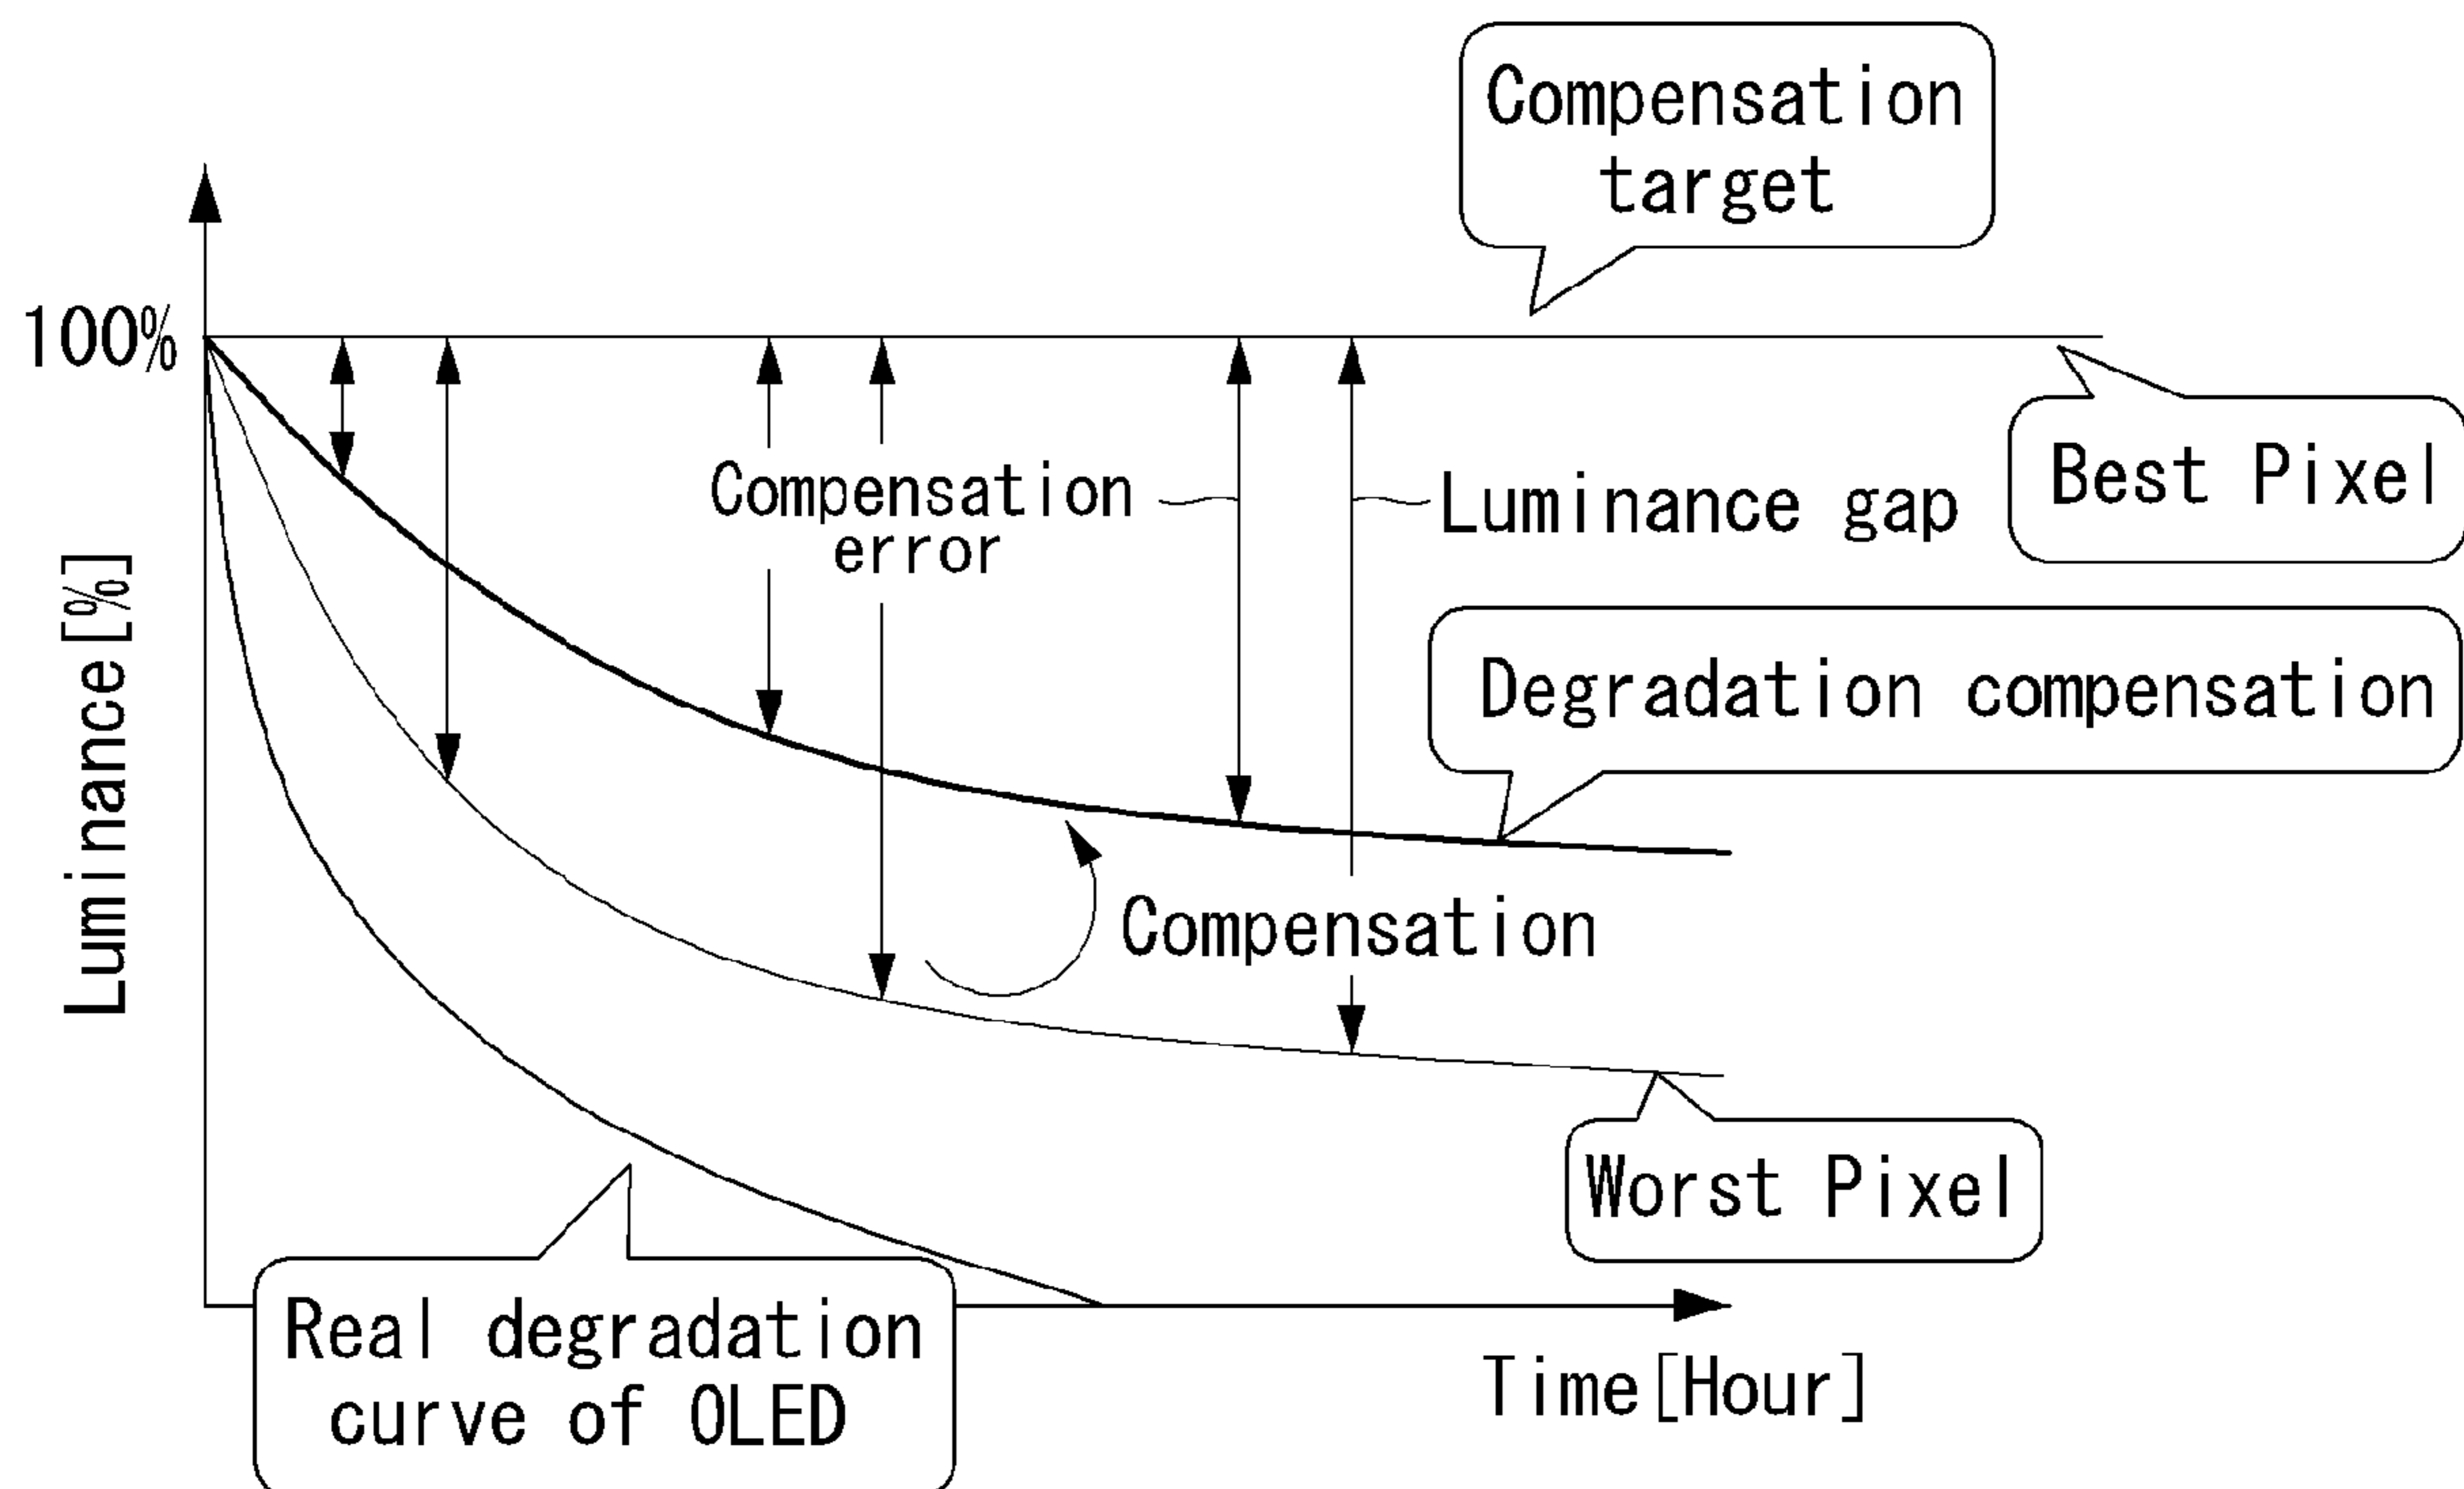 Compensation
target
100%
Best Pixel
Compensation
error
Luminance gap
Luminance[%]
Degradation compensation
Compensation
Worst Pixel
Real degradation
curve of OLED
Time[Hour]